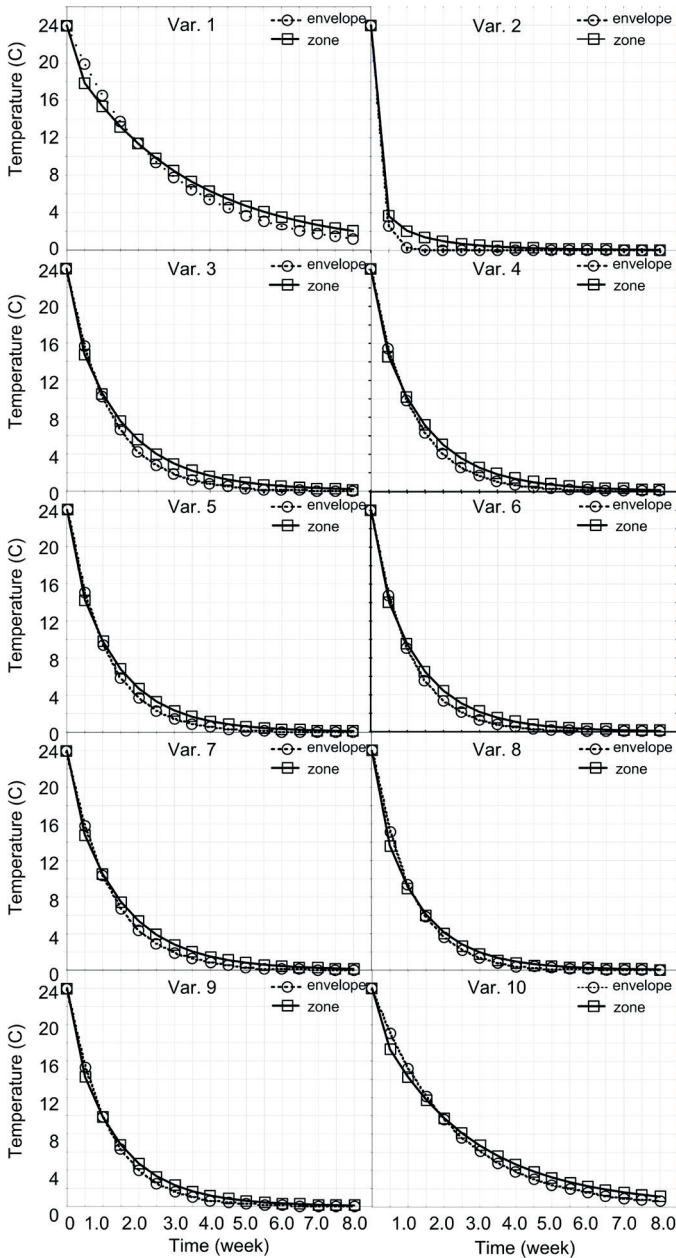 Var. 1
envelope
zone
Temperature (C)
24
20
16
12
8
4
0
Var. 2
envelope
zone
Var. 3
envelope
zone
Temperature (C)
24
20
16
12
8
4
0
Var. 4
envelope
zone
Var. 5
envelope
zone
Temperature (C)
24
20
16
12
8
4
0
Var. 6
envelope
zone
Var. 7
envelope
zone
Temperature (C)
24
20
16
12
8
4
0
Var. 8
envelope
zone
Var. 9
envelope
zone
Temperature (C)
24
20
16
12
8
4
0
Var. 10
envelope
zone
0 1.0 2.0 3.0 4.0 5.0 6.0 7.0 8.0
1.0 2.0 3.0 4.0 5.0 6.0 7.0 8.0
Time (week)
Time (week)